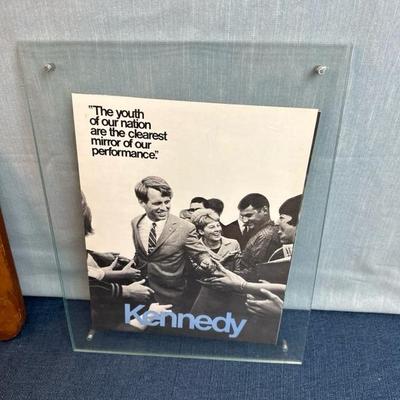 "The youth
of our nation
are the clearest
mirror of our
performance."
Kennedy